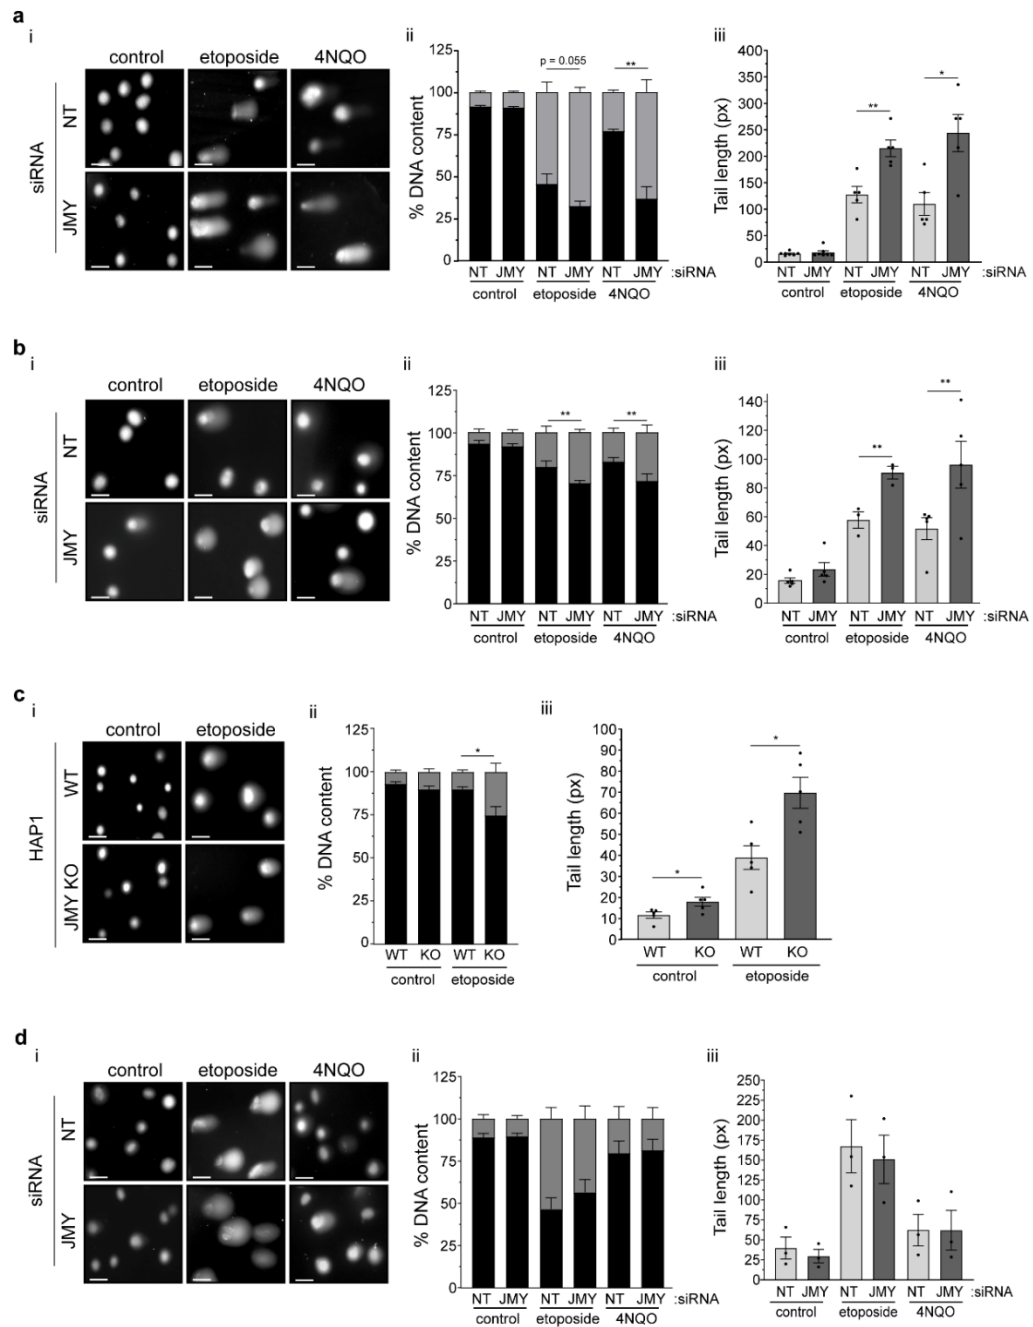 a
i
control etoposide 4NQO
siRNA
NT
JMY
ii
% DNA content
125
100
75
50
25
0
p = 0.055
**
NT JMY NT JMY NT JMY :siRNA
control etoposide 4NQO
iii
Tail length (px)
400
350
300
250
200
150
100
50
0
**
*
NT JMY NT JMY NT JMY :siRNA
control etoposide 4NQO
b
i
control etoposide 4NQO
siRNA
NT
JMY
ii
% DNA content
125
100
75
50
25
0
**
**
NT JMY NT JMY NT JMY :siRNA
control etoposide 4NQO
iii
Tail length (px)
140
120
100
80
60
40
20
0
**
**
NT JMY NT JMY NT JMY :siRNA
control etoposide 4NQO
c
i
control etoposide
HAP1
WT
JMY KO
ii
% DNA content
125
100
75
50
25
0
*
WT KO WT KO
control etoposide
iii
Tail length (px)
100
90
80
70
60
50
40
30
20
10
0
*
*
WT KO WT KO
control etoposide
d
i
control etoposide 4NQO
siRNA
NT
JMY
ii
% DNA content
125
100
75
50
25
0
NT JMY NT JMY NT JMY :siRNA
control etoposide 4NQO
iii
Tail length (px)
250
225
200
175
150
125
100
75
50
25
0
NT JMY NT JMY NT JMY :siRNA
control etoposide 4NQO